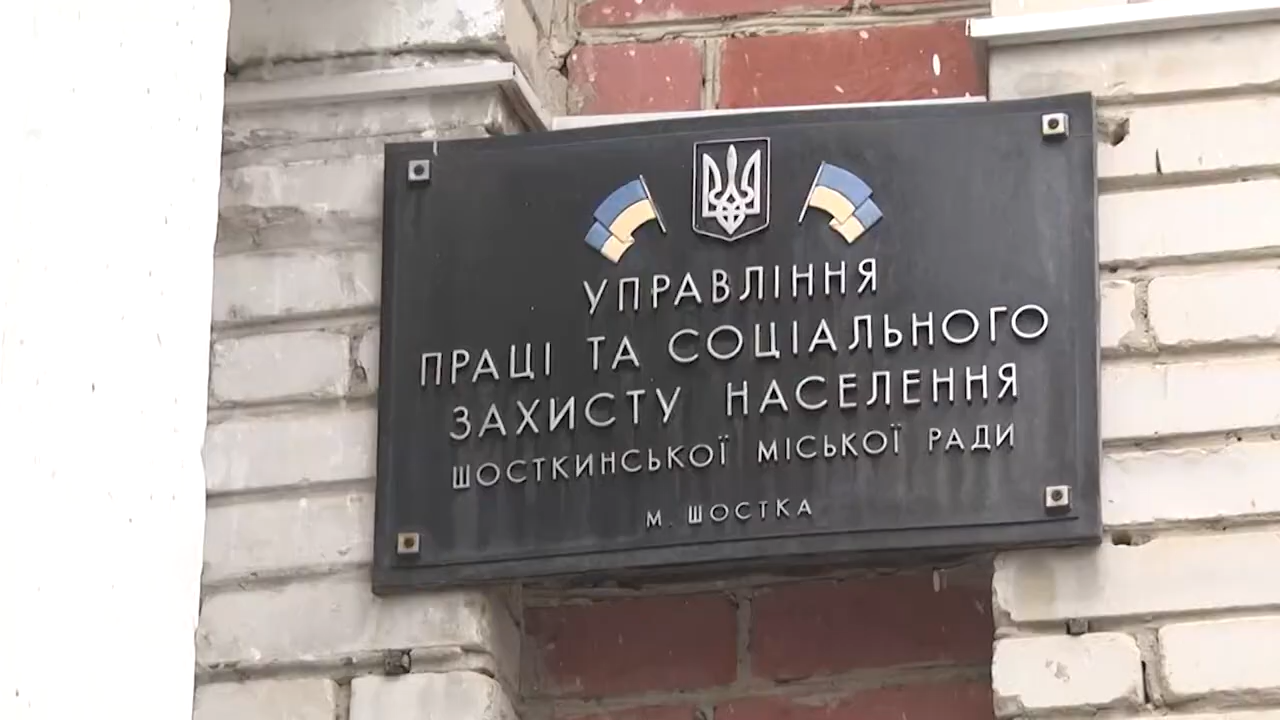 УПРАВЛІННЯ
ПРАЦІ ТА СОЦІАЛЬНОГО
ЗАХИСТУ НАСЕЛЕННЯ
ШОСТКИНСЬКОЇ МІСЬКОЇ РАДИ
М. ШОСТКА